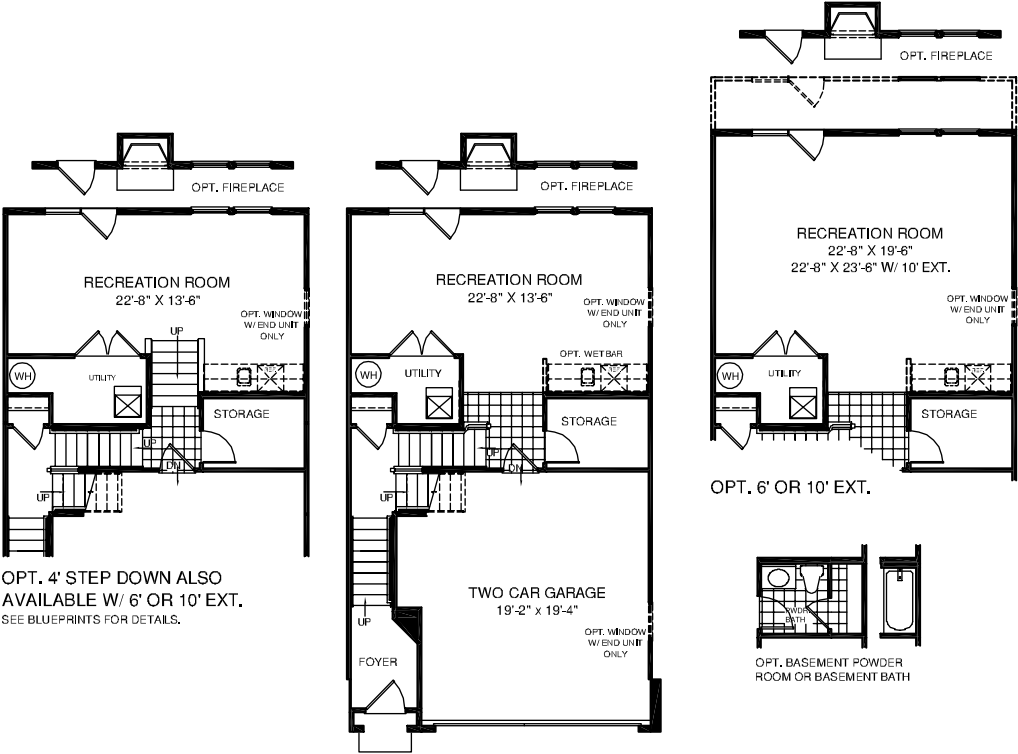 OPT. FIREPLACE
RECREATION ROOM
22'-8" X 13'-6"
OPT. WINDOW
W/ END UNIT
ONLY
UP
WH
UTILITY
REF.
STORAGE
UP
DN
UP
OPT. 4' STEP DOWN ALSO
AVAILABLE W/ 6' OR 10' EXT.
SEE BLUEPRINTS FOR DETAILS.
OPT. FIREPLACE
RECREATION ROOM
22'-8" X 13'-6"
OPT. WINDOW
W/ END UNIT
ONLY
OPT. WETBAR
WH
UTILITY
REF.
STORAGE
UP
DN
UP
TWO CAR GARAGE
19'-2" x 19'-4"
UP
OPT. WINDOW
W/ END UNIT
ONLY
FOYER
OPT. FIREPLACE
RECREATION ROOM
22'-8" X 19'-6"
22'-8" X 23'-6" W/ 10' EXT.
OPT. WINDOW
W/ END UNIT
ONLY
WH
UTILITY
REF.
STORAGE
OPT. 6' OR 10' EXT.
PWDR/
BATH
OPT. BASEMENT POWDER
ROOM OR BASEMENT BATH